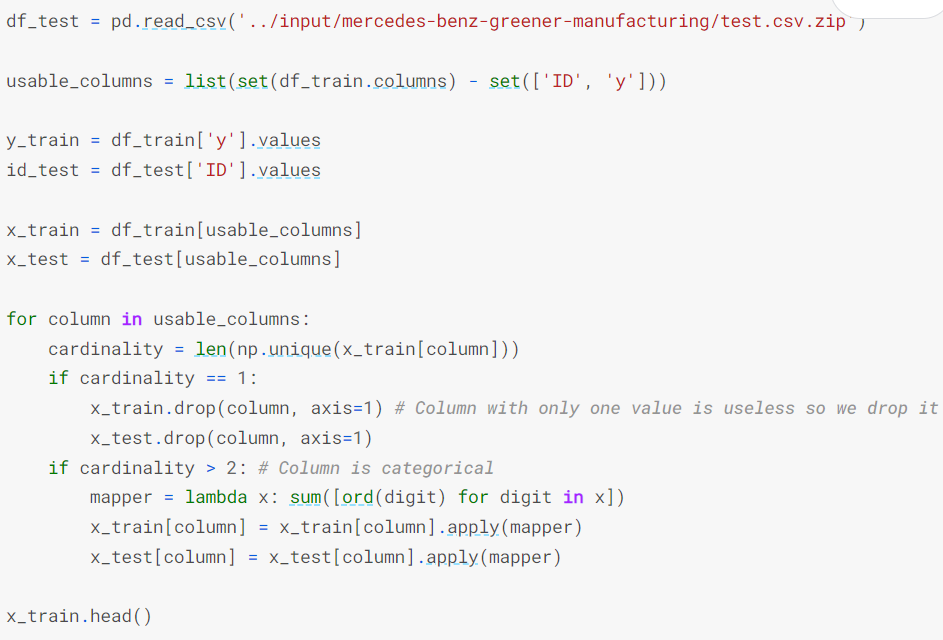 df_test = pd.read_csv('../input/mercedes-benz-greener-manufacturing/test.csv.zip')
usable_columns = list(set(df_train.columns) - set(['ID', 'y']))
y_train = df_train['y'].values
id_test = df_test['ID'].values
x_train = df_train[usable_columns]
x_test = df_test[usable_columns]
for column in usable_columns:
    cardinality = len(np.unique(x_train[column]))
    if cardinality == 1:
        x_train.drop(column, axis=1) # Column with only one value is useless so we drop it
        x_test.drop(column, axis=1)
    if cardinality > 2: # Column is categorical
        mapper = lambda x: sum([ord(digit) for digit in x])
        x_train[column] = x_train[column].apply(mapper)
        x_test[column] = x_test[column].apply(mapper)
x_train.head()